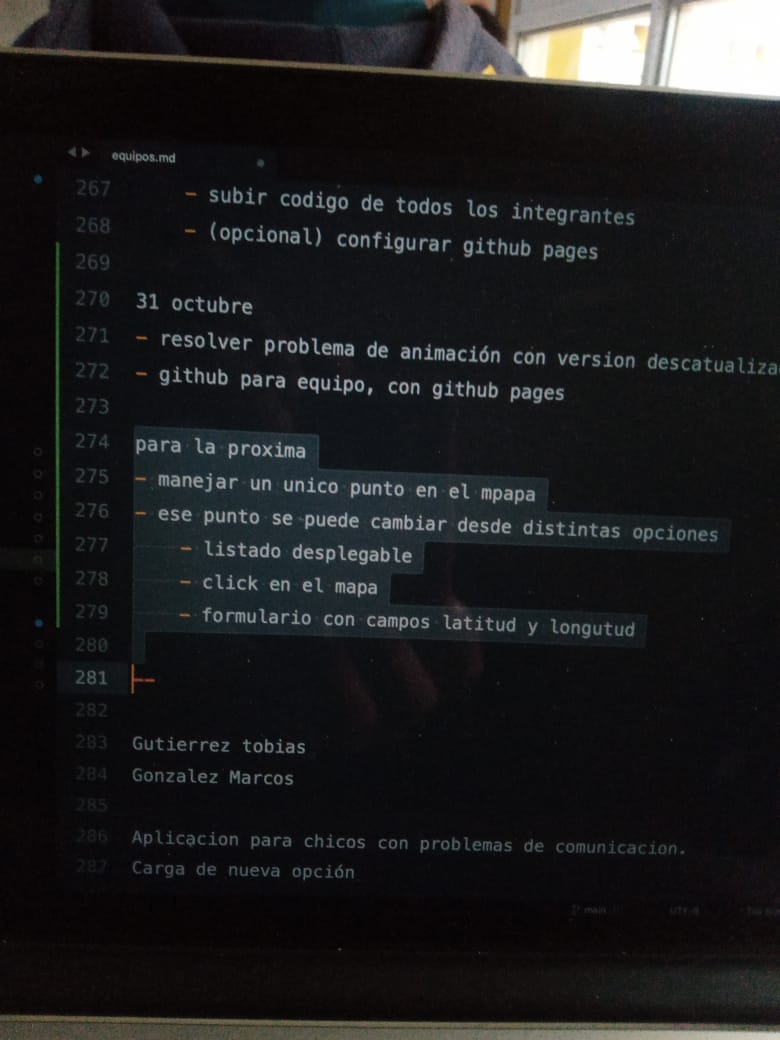 equipos.md
267 - subir codigo de todos los integrantes
268 - (opcional) configurar github pages
269
270 31 octubre
271 - resolver problema de animación con version descatualiza
272 - github para equipo, con github pages
273
274 para la proxima
275 - manejar un unico punto en el mpapa
276 - ese punto se puede cambiar desde distintas opciones
277 - listado desplegable
278 - click en el mapa
279 - formulario con campos latitud y longutud
280
281 --
282
283 Gutierrez tobias
284 Gonzalez Marcos
285
286 Aplicacion para chicos con problemas de comunicacion.
287 Carga de nueva opción
main UTF-8